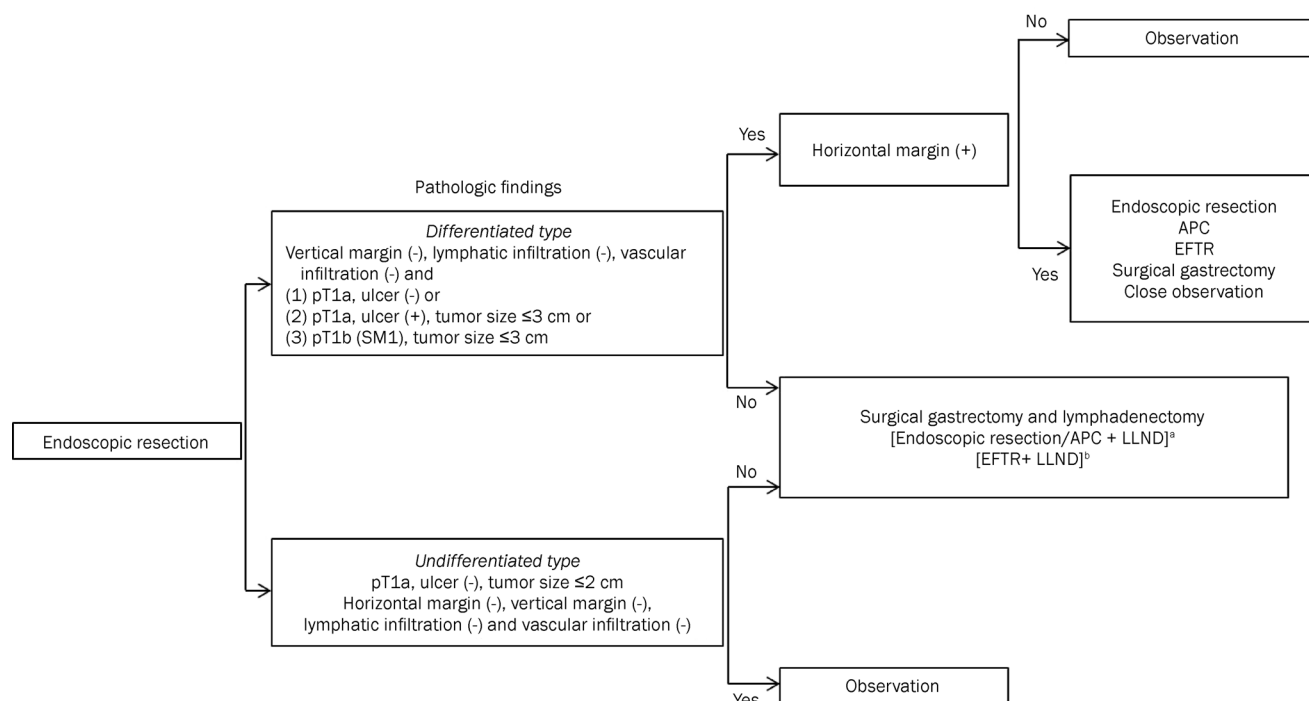 No
Observation
Yes
Horizontal margin (+)
Pathologic findings
Endoscopic resection
APC
EFTR
Surgical gastrectomy
Close observation
Yes
Differentiated type
Vertical margin (-), lymphatic infiltration (-), vascular
infiltration (-) and
(1) pT1a, ulcer (-) or
(2) pT1a, ulcer (+), tumor size ≤3 cm or
(3) pT1b (SM1), tumor size ≤3 cm
No
Surgical gastrectomy and lymphadenectomy
[Endoscopic resection/APC + LLND]ᵃ
[EFTR+ LLND]ᵇ
Endoscopic resection
No
Undifferentiated type
pT1a, ulcer (-), tumor size ≤2 cm
Horizontal margin (-), vertical margin (-),
lymphatic infiltration (-) and vascular infiltration (-)
Observation
Yes